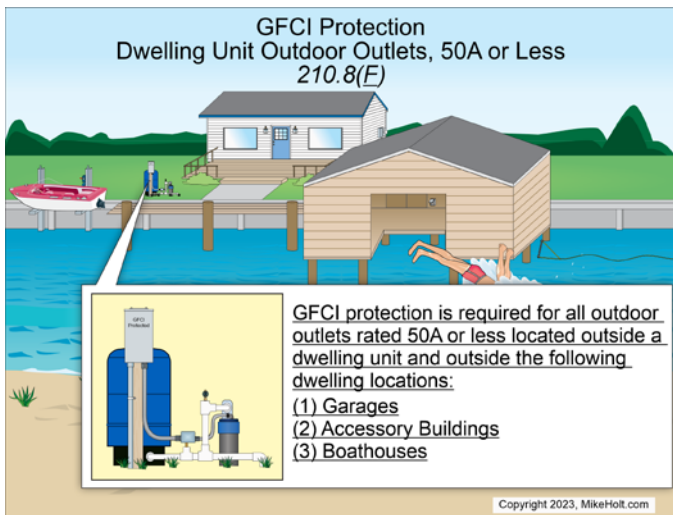 GFCI Protection
Dwelling Unit Outdoor Outlets, 50A or Less
210.8(F)
GFCI
Protected
GFCI protection is required for all outdoor
outlets rated 50A or less located outside a
dwelling unit and outside the following
dwelling locations:
(1) Garages
(2) Accessory Buildings
(3) Boathouses
Copyright 2023, MikeHolt.com